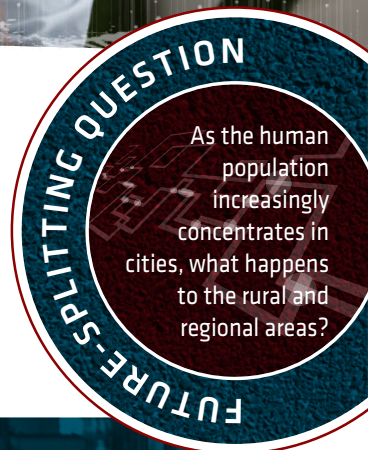 FUTURE-SPLITTING QUESTION
As the human
population
increasingly
concentrates in
cities, what happens
to the rural and
regional areas?